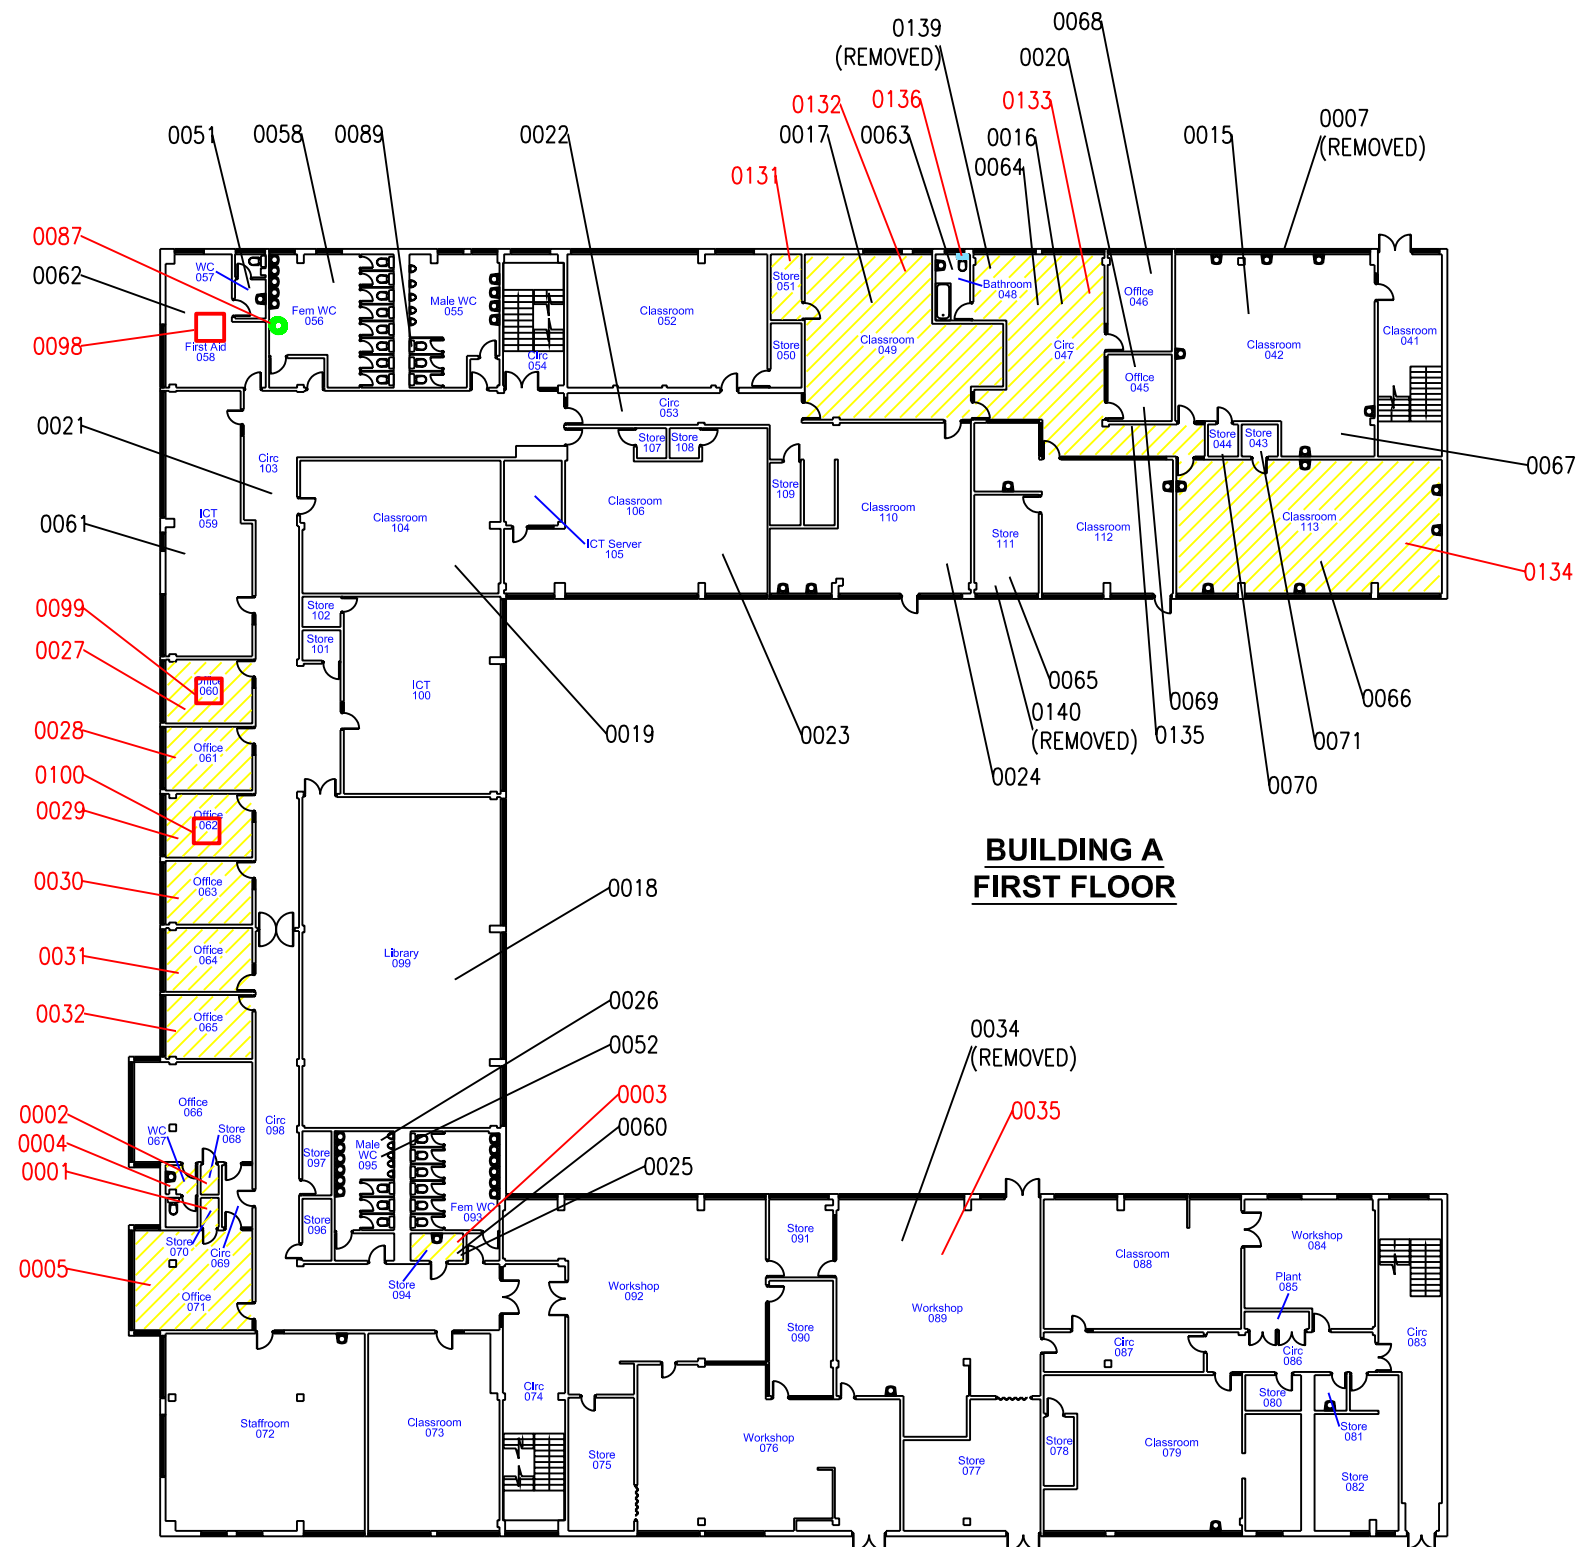 0139
(REMOVED)
0068
0020
0132
0136
0133
0007
(REMOVED)
0051
0058
0089
0022
0017
0063
0016
0064
0015
0131
0087
0062
0098
WC
057
First Aid
058
Fem WC
056
Male WC
055
Circ
054
Classroom
052
Store
051
Store
050
Classroom
049
Bathroom
048
Circ
047
Office
046
Office
045
Classroom
042
Classroom
041
Circ
053
0021
Circ
103
Store
107
Store
108
Store
044
Store
043
0067
0061
ICT
059
Classroom
104
Classroom
106
ICT Server
105
Store
109
Classroom
110
Store
111
Classroom
112
Classroom
113
0134
0099
0027
Office
060
Store
102
Store
101
ICT
100
0019
0023
0065
0140
(REMOVED)
0024
0069
0135
0066
0071
0070
0028
Office
061
0100
0029
Office
062
BUILDING A
FIRST FLOOR
0030
Office
063
0018
0031
Office
064
Library
099
0032
Office
065
0026
0052
0034
(REMOVED)
0035
0003
0060
0025
0002
0004
0001
Office
066
WC
067
Store
068
Circ
098
Store
097
Male
WC
095
Fem WC
093
Store
096
Store
070
Circ
069
0005
Office
071
Store
094
Workshop
092
Store
091
Store
090
Workshop
089
Classroom
088
Workshop
084
Plant
085
Circ
087
Circ
086
Circ
083
Staffroom
072
Classroom
073
Circ
074
Store
075
Workshop
076
Store
077
Store
078
Classroom
079
Store
080
Store
081
Store
082